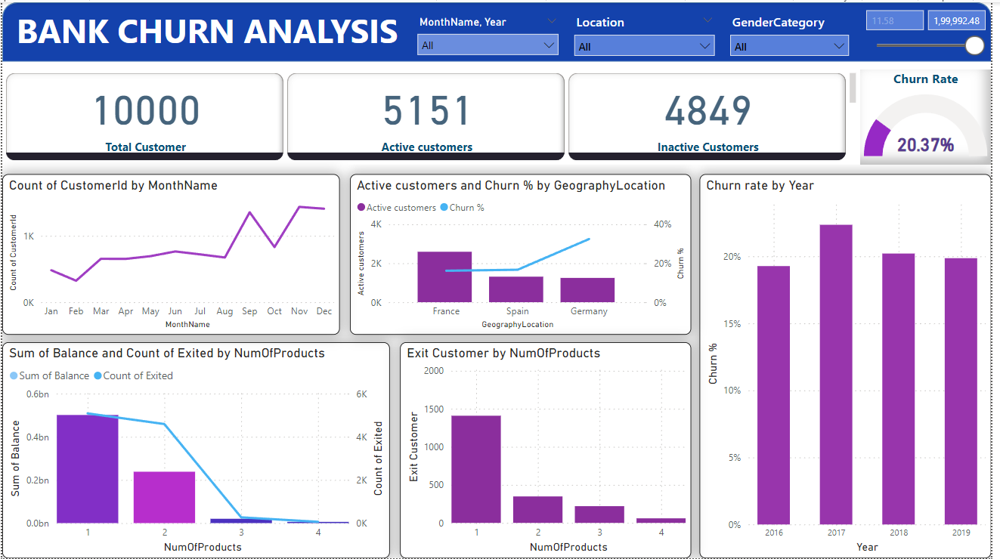 BANK CHURN ANALYSIS
MonthName, Year
All
Location
All
GenderCategory
All
11.58
1,99,992.48
10000
Total Customer
5151
Active customers
4849
Inactive Customers
Churn Rate
20.37%
Count of CustomerId by MonthName
Count of CustomerId
1K
0K
Jan Feb Mar Apr May Jun Jul Aug Sep Oct Nov Dec
MonthName
Active customers and Churn % by GeographyLocation
Active customers Churn %
Active customers
4K
2K
0K
40%
20%
0%
Churn %
France Spain Germany
GeographyLocation
Churn rate by Year
Churn %
20%
15%
10%
5%
0%
2016 2017 2018 2019
Year
Sum of Balance and Count of Exited by NumOfProducts
Sum of Balance Count of Exited
Sum of Balance
0.6bn
0.4bn
0.2bn
0.0bn
6K
4K
2K
0K
Count of Exited
1 2 3 4
NumOfProducts
Exit Customer by NumOfProducts
Exit Customer
2000
1500
1000
500
0
1 2 3 4
NumOfProducts